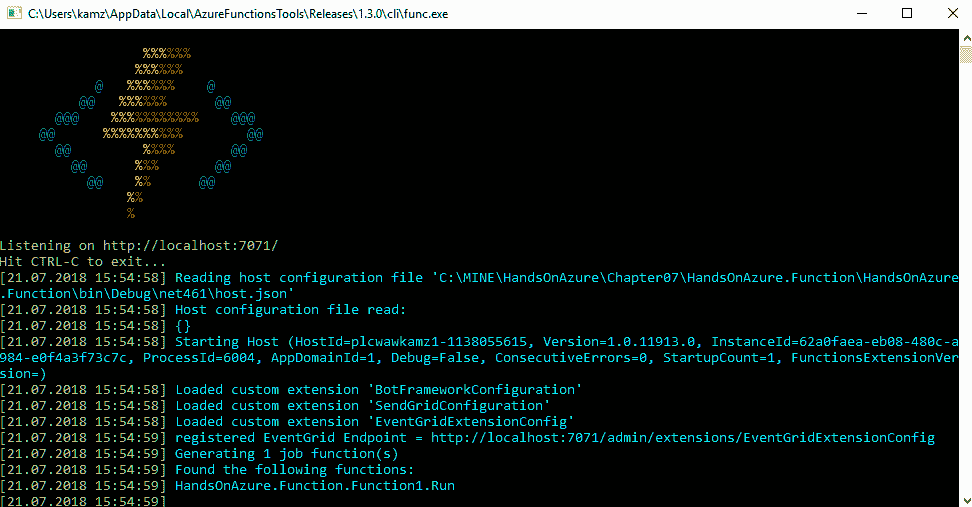 C:\Users\kamz\AppData\Local\AzureFunctionsTools\Releases\1.3.0\cli\func.exe
%%%%%%
%%%%%%
@ %%%%%% @
@@ %%%%%% @@
@@@ %%%%%%%%%%% @@@
@@ %%%%%%%%%% @@
@@ %%%% @@
@@ %%% @@
@@ %% @@
%%
%
Listening on http://localhost:7071/
Hit CTRL-C to exit...
[21.07.2018 15:54:58] Reading host configuration file 'C:\MINE\HandsOnAzure\Chapter07\HandsOnAzure.Function\HandsOnAzure
.Function\bin\Debug\net461\host.json'
[21.07.2018 15:54:58] Host configuration file read:
[21.07.2018 15:54:58] {}
[21.07.2018 15:54:58] Starting Host (HostId=plcwawkamz1-1138055615, Version=1.0.11913.0, InstanceId=62a0faea-eb08-480c-a
984-e0f4a3f73c7c, ProcessId=6004, AppDomainId=1, Debug=False, ConsecutiveErrors=0, StartupCount=1, FunctionsExtensionVer
sion=)
[21.07.2018 15:54:58] Loaded custom extension 'BotFrameworkConfiguration'
[21.07.2018 15:54:58] Loaded custom extension 'SendGridConfiguration'
[21.07.2018 15:54:58] Loaded custom extension 'EventGridExtensionConfig'
[21.07.2018 15:54:59] registered EventGrid Endpoint = http://localhost:7071/admin/extensions/EventGridExtensionConfig
[21.07.2018 15:54:59] Generating 1 job function(s)
[21.07.2018 15:54:59] Found the following functions:
[21.07.2018 15:54:59] HandsOnAzure.Function.Function1.Run
[21.07.2018 15:54:59]